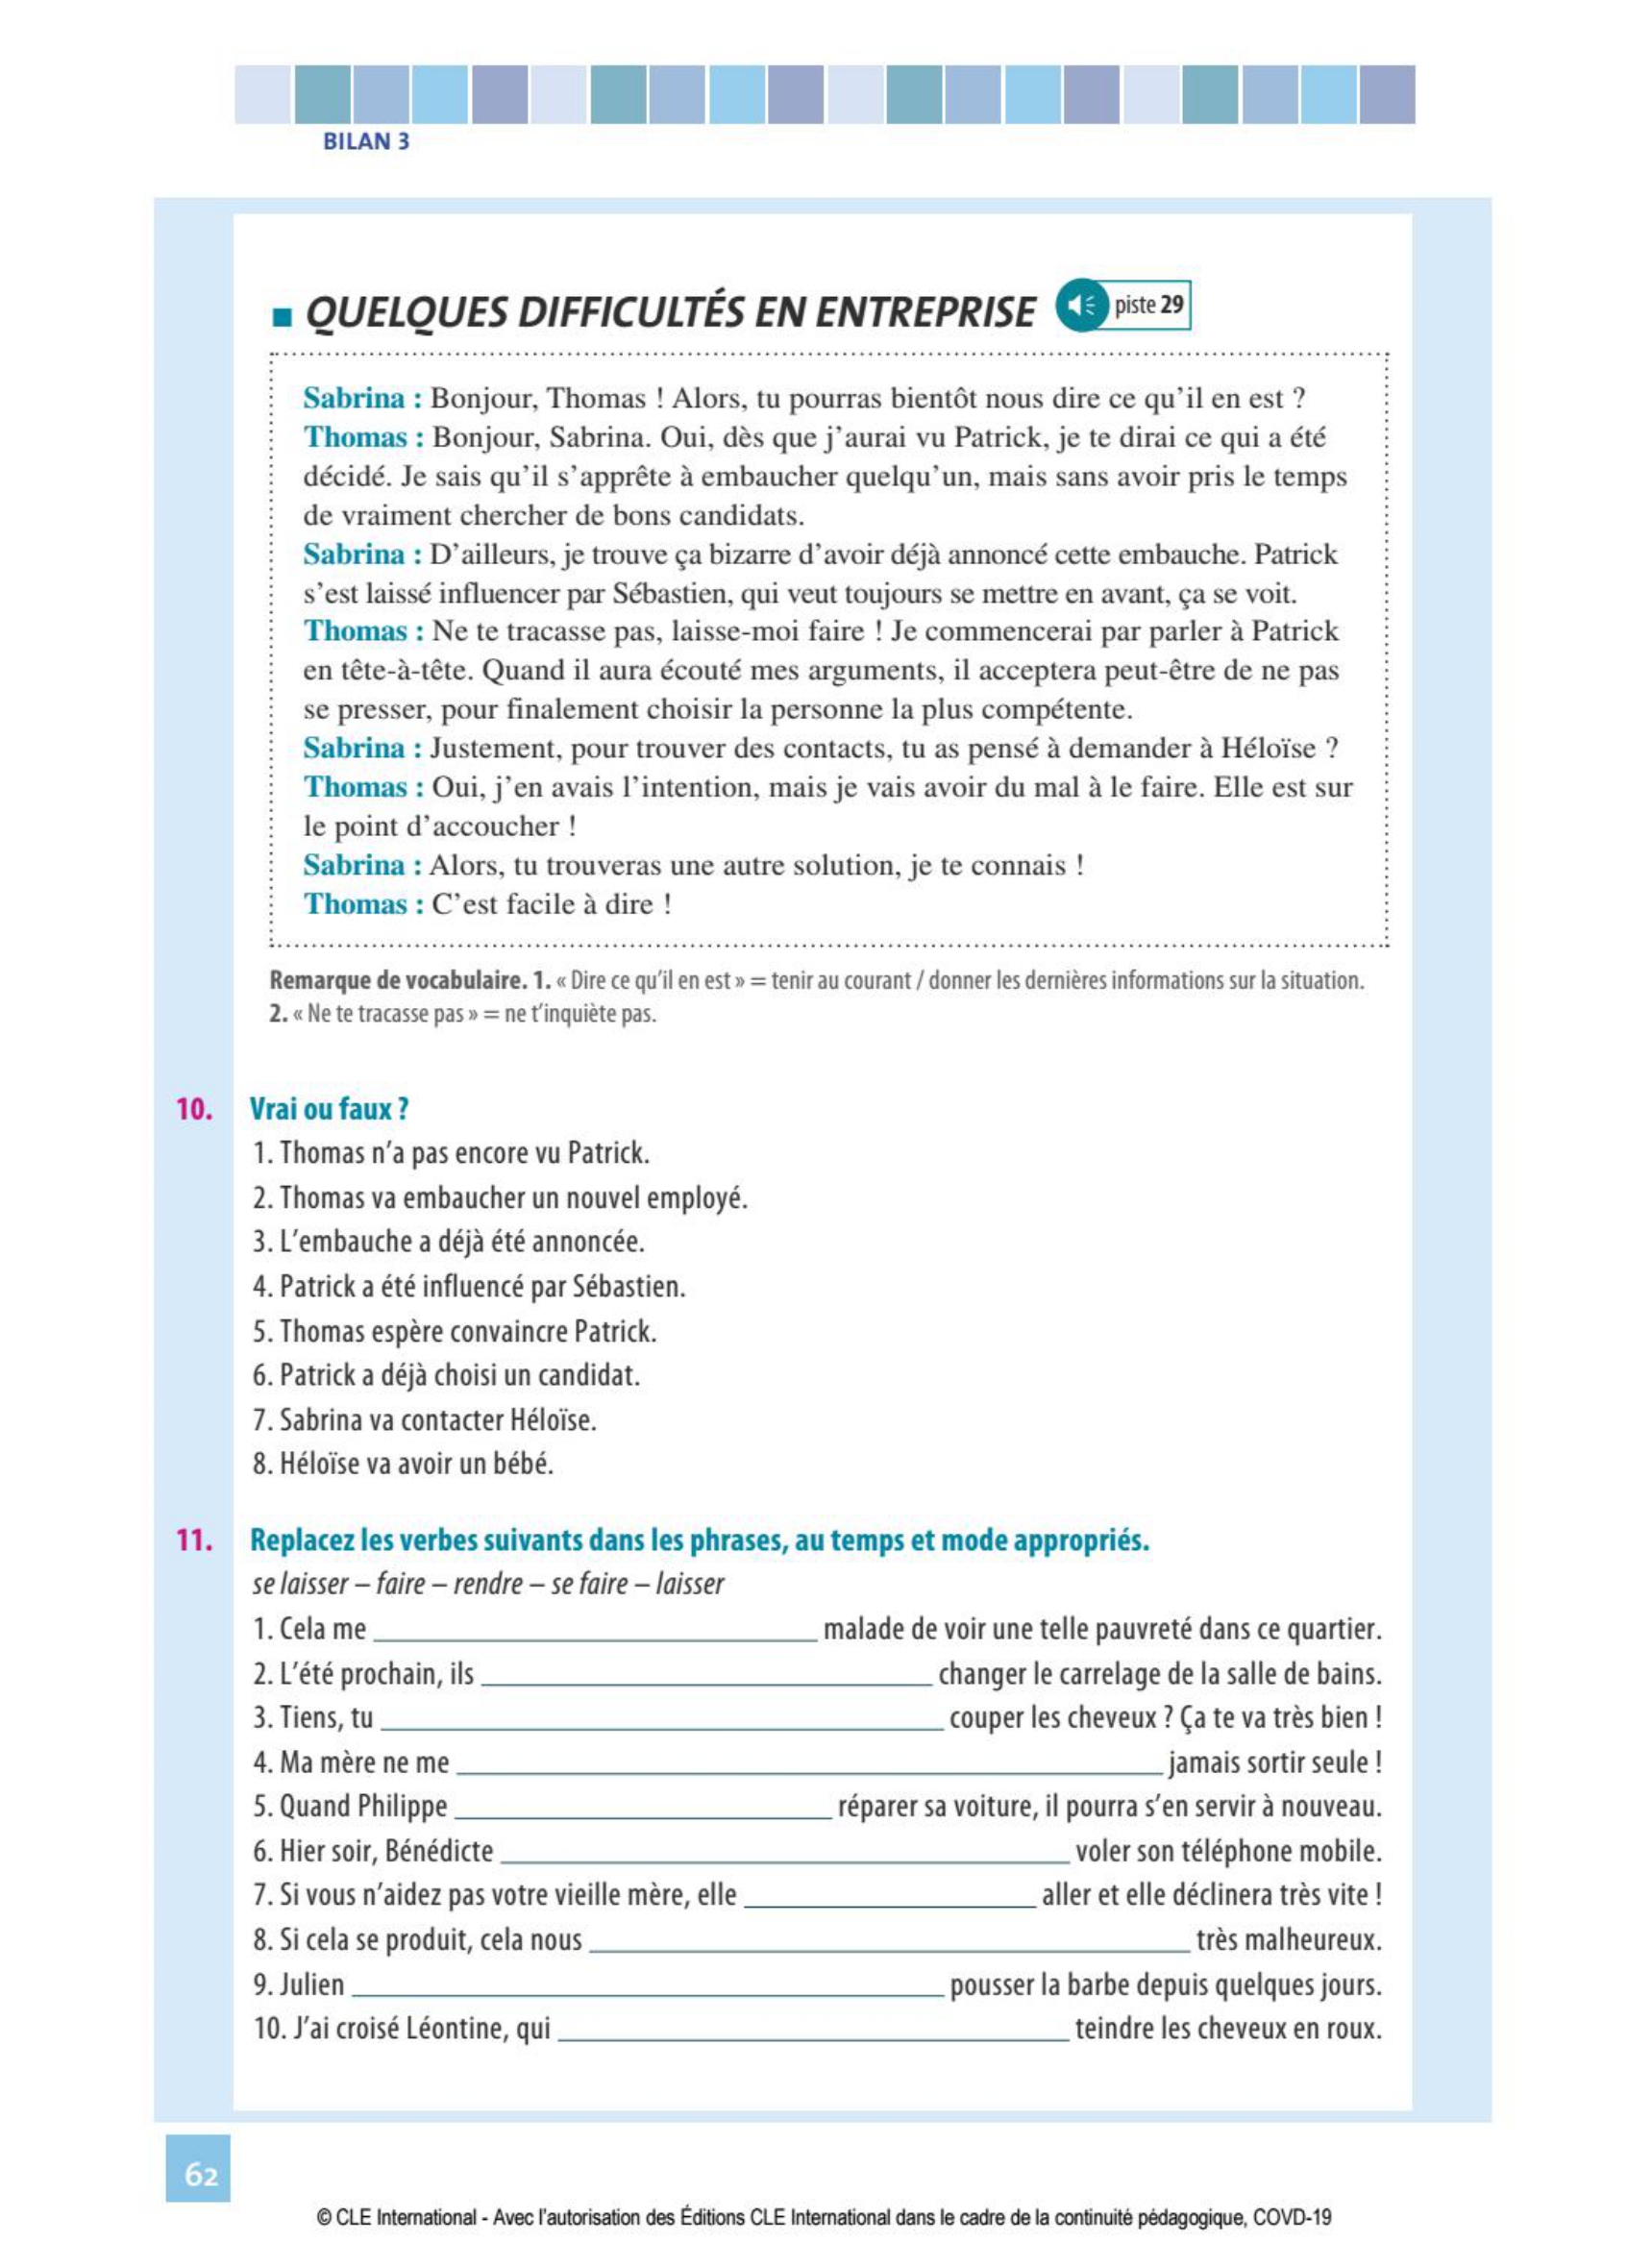 BILAN 3
■ QUELQUES DIFFICULTÉS EN ENTREPRISE piste 29
Sabrina : Bonjour, Thomas ! Alors, tu pourras bientôt nous dire ce qu’il en est ?
Thomas : Bonjour, Sabrina. Oui, dès que j’aurai vu Patrick, je te dirai ce qui a été
décidé. Je sais qu’il s’apprête à embaucher quelqu’un, mais sans avoir pris le temps
de vraiment chercher de bons candidats.
Sabrina : D’ailleurs, je trouve ça bizarre d’avoir déjà annoncé cette embauche. Patrick
s’est laissé influencer par Sébastien, qui veut toujours se mettre en avant, ça se voit.
Thomas : Ne te tracasse pas, laisse-moi faire ! Je commencerai par parler à Patrick
en tête-à-tête. Quand il aura écouté mes arguments, il acceptera peut-être de ne pas
se presser, pour finalement choisir la personne la plus compétente.
Sabrina : Justement, pour trouver des contacts, tu as pensé à demander à Héloïse ?
Thomas : Oui, j’en avais l’intention, mais je vais avoir du mal à le faire. Elle est sur
le point d’accoucher !
Sabrina : Alors, tu trouveras une autre solution, je te connais !
Thomas : C’est facile à dire !
Remarque de vocabulaire. 1. « Dire ce qu’il en est » = tenir au courant / donner les dernières informations sur la situation.
2. « Ne te tracasse pas » = ne t’inquiète pas.
10. Vrai ou faux ?
1. Thomas n’a pas encore vu Patrick.
2. Thomas va embaucher un nouvel employé.
3. L’embauche a déjà été annoncée.
4. Patrick a été influencé par Sébastien.
5. Thomas espère convaincre Patrick.
6. Patrick a déjà choisi un candidat.
7. Sabrina va contacter Héloïse.
8. Héloïse va avoir un bébé.
11. Replacez les verbes suivants dans les phrases, au temps et mode appropriés.
se laisser – faire – rendre – se faire – laisser
1. Cela me ____ malade de voir une telle pauvreté dans ce quartier.
2. L’été prochain, ils ____ changer le carrelage de la salle de bains.
3. Tiens, tu ____ couper les cheveux ? Ça te va très bien !
4. Ma mère ne me ____ jamais sortir seule !
5. Quand Philippe ____ réparer sa voiture, il pourra s’en servir à nouveau.
6. Hier soir, Bénédicte ____ voler son téléphone mobile.
7. Si vous n’aidez pas votre vieille mère, elle ____ aller et elle déclinera très vite !
8. Si cela se produit, cela nous ____ très malheureux.
9. Julien ____ pousser la barbe depuis quelques jours.
10. J’ai croisé Léontine, qui ____ teindre les cheveux en roux.
62
© CLE International - Avec l’autorisation des Éditions CLE International dans le cadre de la continuité pédagogique, COVD-19